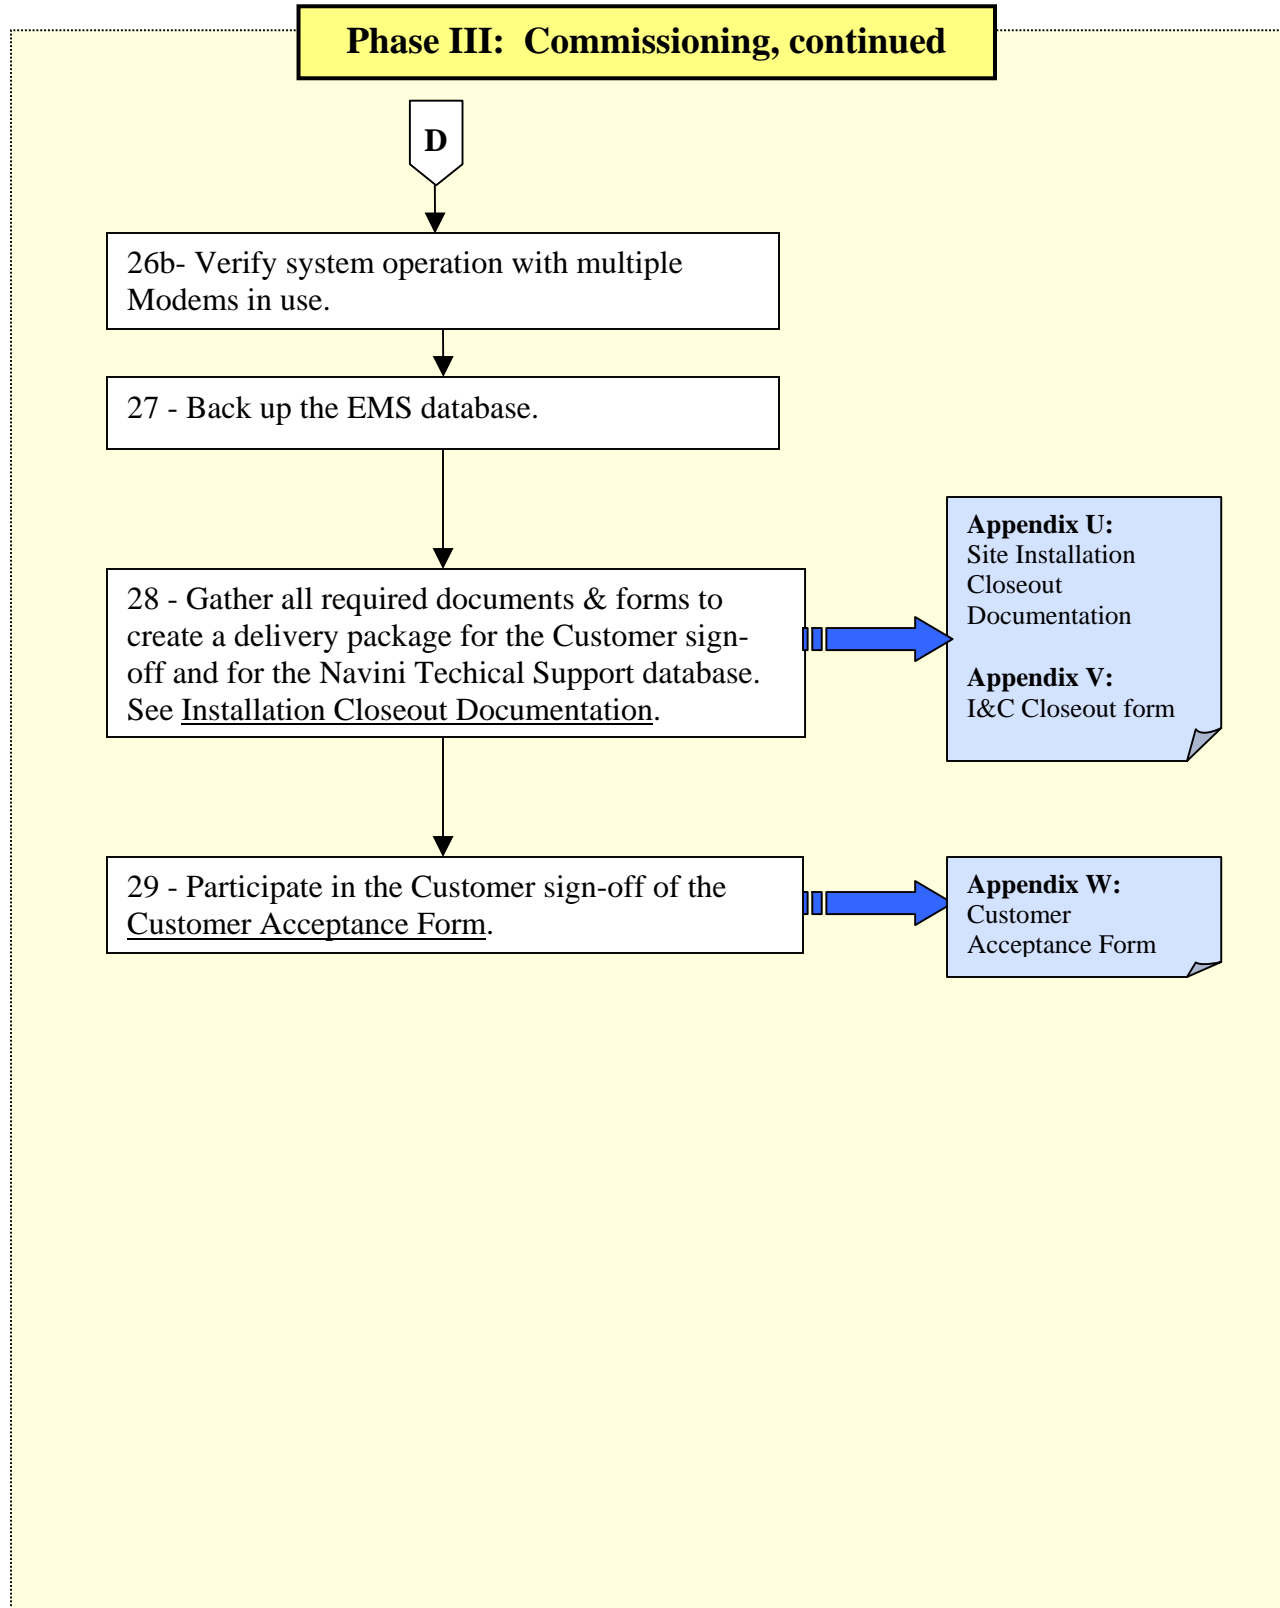 Phase III:  Commissioning, continued
D
26b- Verify system operation with multiple
Modems in use.
27 - Back up the EMS database.
28 - Gather all required documents & forms to
create a delivery package for the Customer sign-
off and for the Navini Techical Support database.
See Installation Closeout Documentation.
Appendix U:
Site Installation
Closeout
Documentation
Appendix V:
I&C Closeout form
29 - Participate in the Customer sign-off of the
Customer Acceptance Form.
Appendix W:
Customer
Acceptance Form